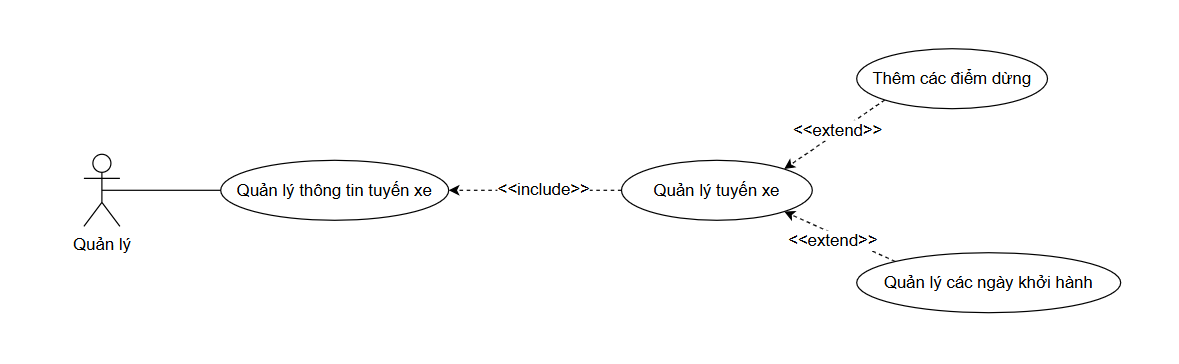 Thêm các điểm dừng
<<extend>>
Quản lý thông tin tuyến xe
<<include>>
Quản lý tuyến xe
Quản lý
<<extend>>
Quản lý các ngày khởi hành